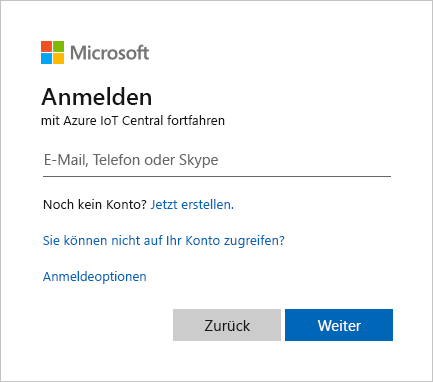 Microsoft
Anmelden
mit Azure IoT Central fortfahren
E-Mail, Telefon oder Skype
Noch kein Konto? Jetzt erstellen.
Sie können nicht auf Ihr Konto zugreifen?
Anmeldeoptionen
Zurück
Weiter